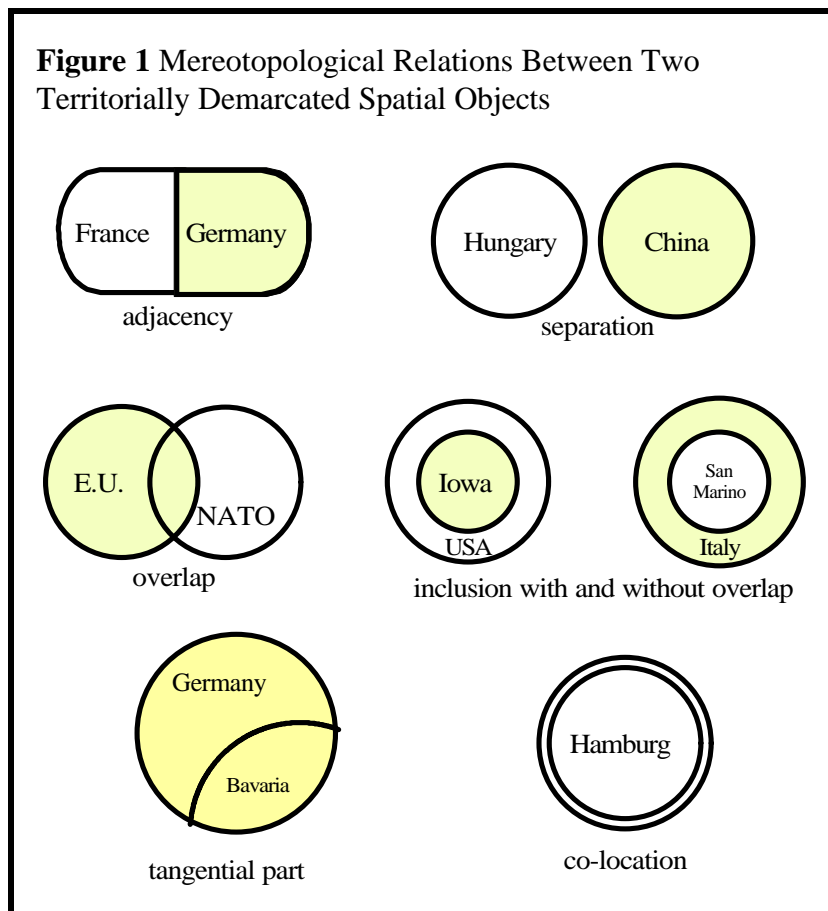 Figure 1 Mereotopological Relations Between Two
Territorially Demarcated Spatial Objects
France
Germany
adjacency
Hungary
China
separation
E.U.
NATO
overlap
Iowa
USA
San
Marino
Italy
inclusion with and without overlap
Germany
Bavaria
tangential part
Hamburg
co-location